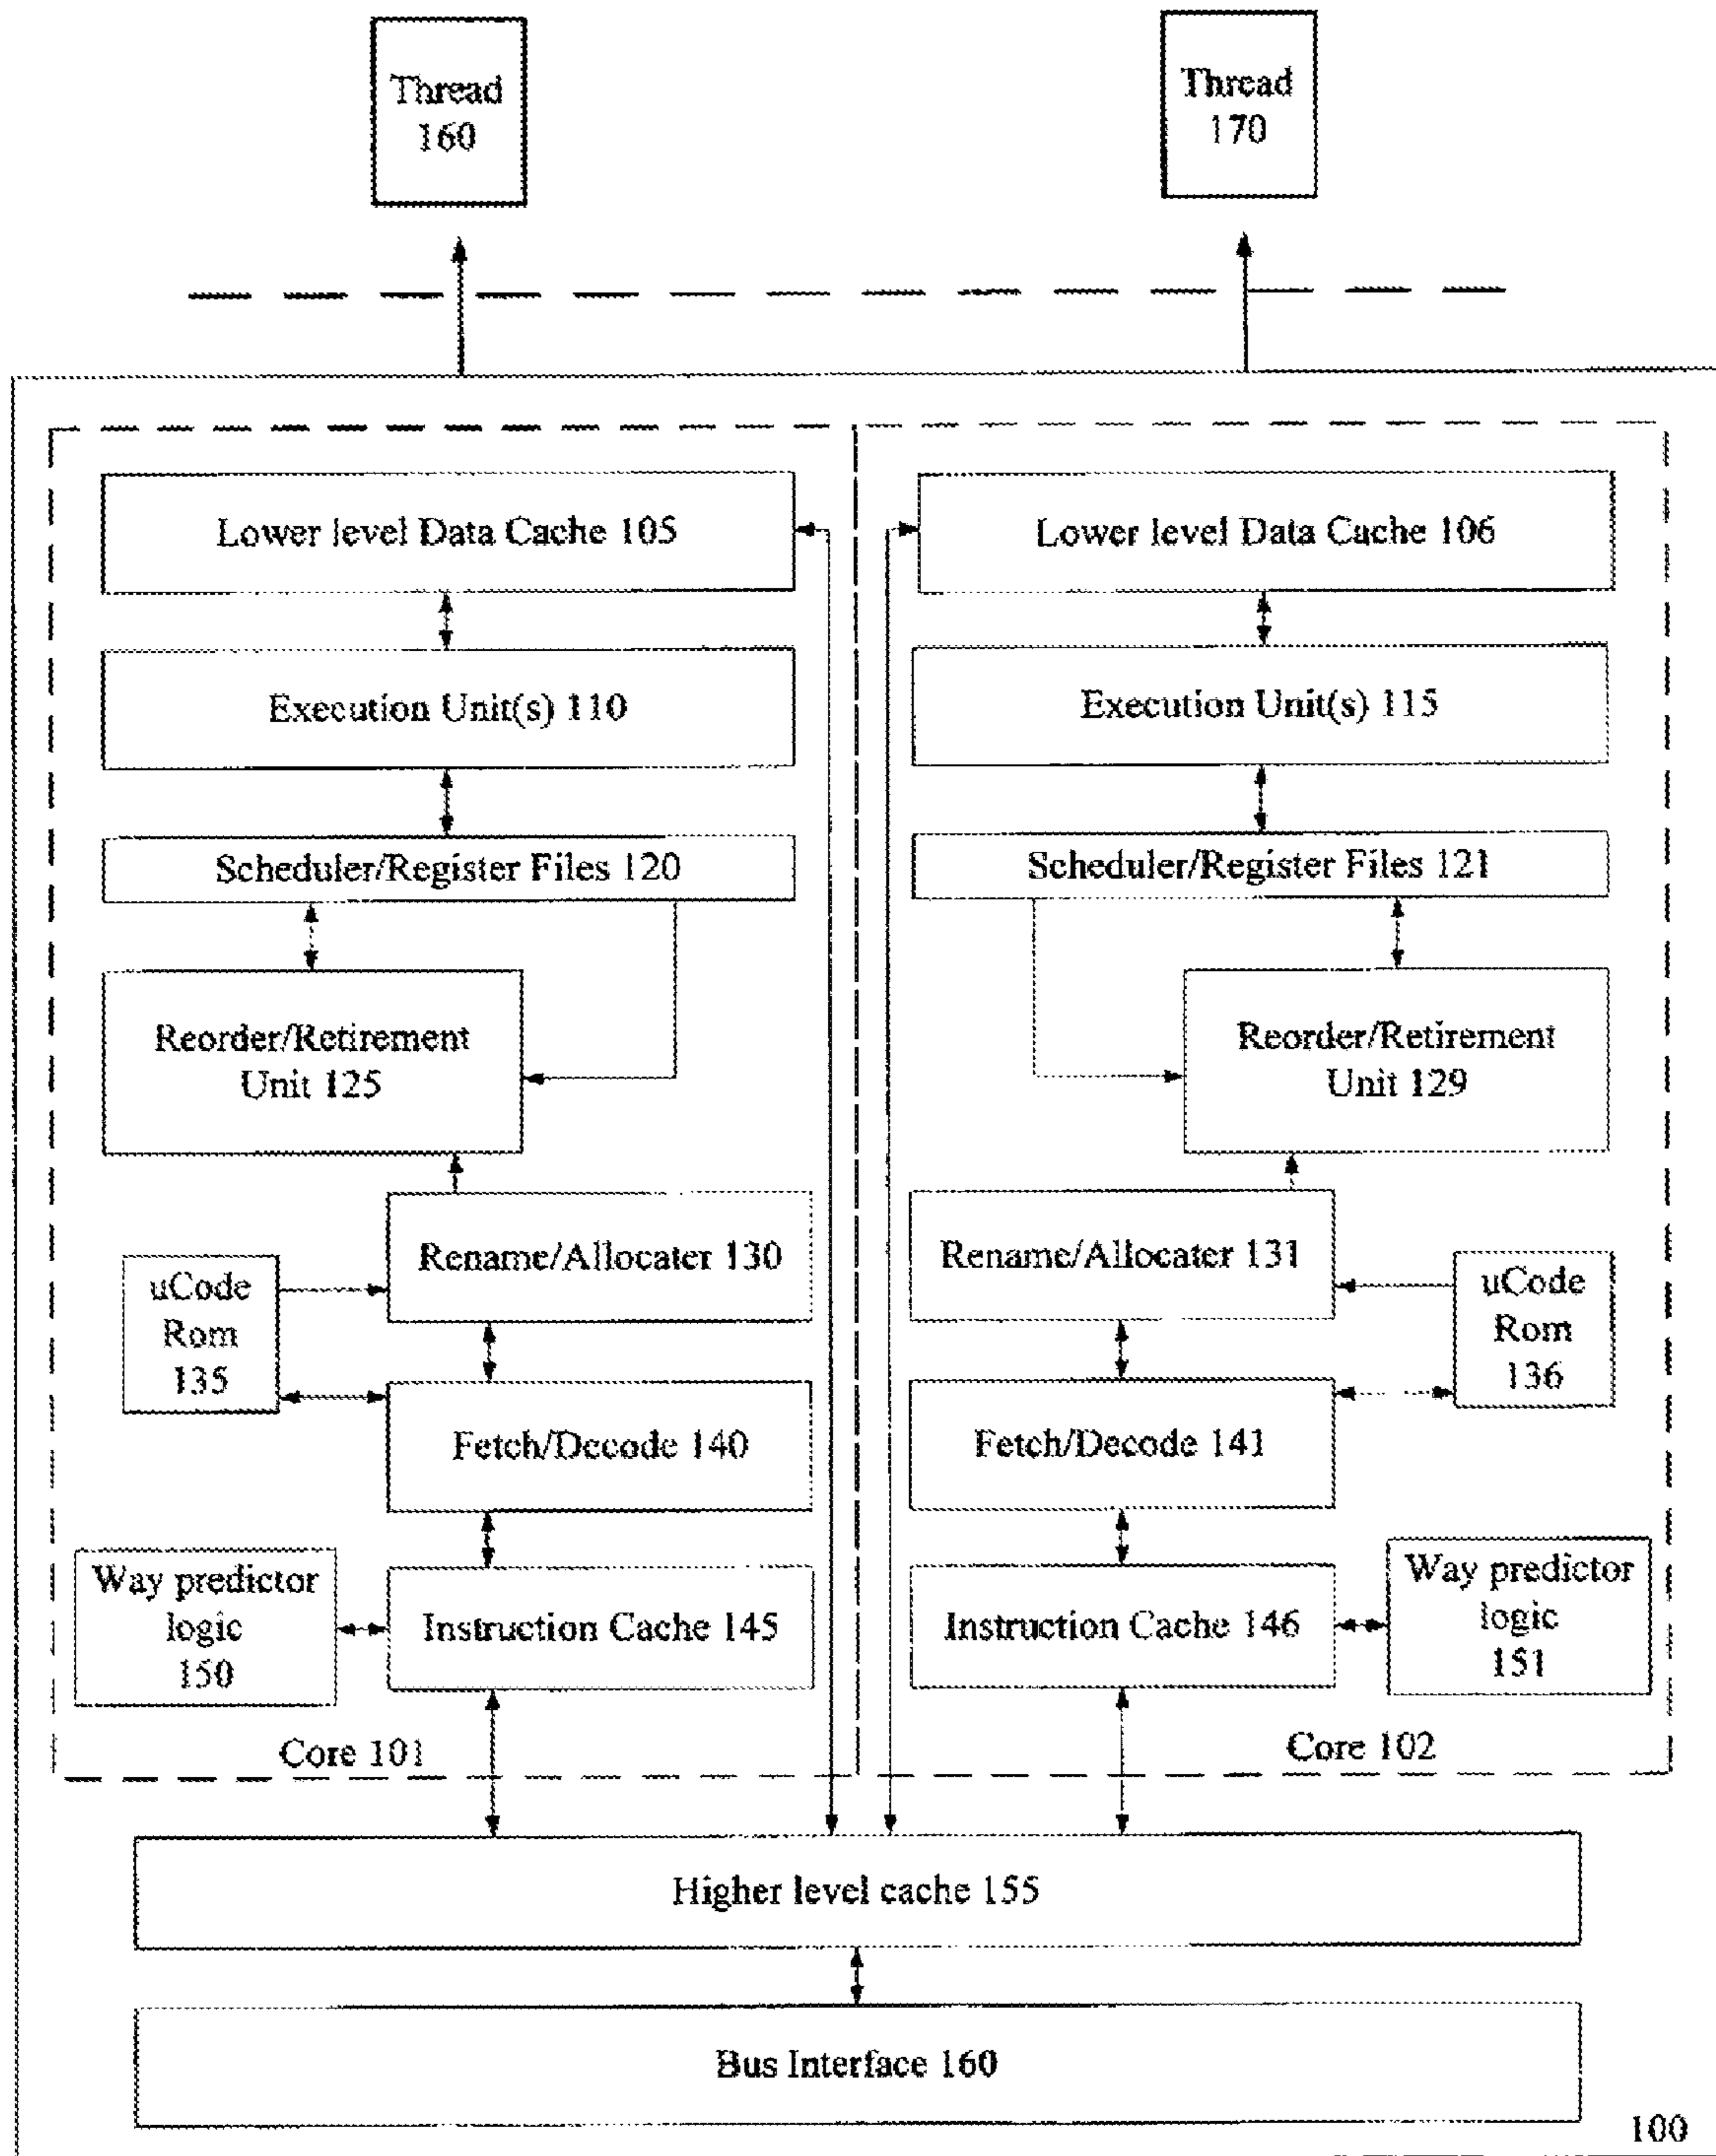 Thread
160
Thread
170
Lower level Data Cache 105
Execution Unit(s) 110
Scheduler/Register Files 120
Reorder/Retirement
Unit 125
Rename/Allocater 130
uCode
Rom
135
Fetch/Decode 140
Way predictor
logic
150
Instruction Cache 145
Core 101
Lower level Data Cache 106
Execution Unit(s) 115
Scheduler/Register Files 121
Reorder/Retirement
Unit 129
Rename/Allocater 131
uCode
Rom
136
Fetch/Decode 141
Instruction Cache 146
Way predictor
logic
151
Core 102
Higher level cache 155
Bus Interface 160
100